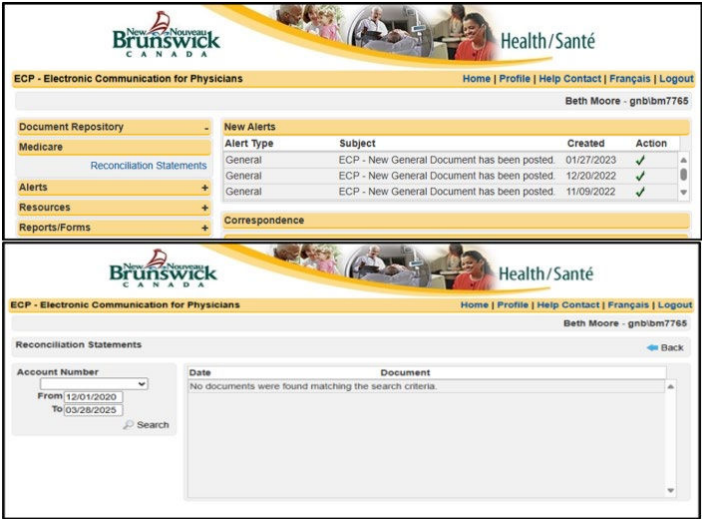 New Nouveau
Brunswick
CANADA
Health/Santé
ECP - Electronic Communication for Physicians
Home | Profile | Help Contact | Français | Logout
Beth Moore - gnb\bm7765
Document Repository -
Medicare
Reconciliation Statements
Alerts +
Resources +
Reports/Forms +
New Alerts
Alert Type Subject Created Action
General ECP - New General Document has been posted. 01/27/2023
General ECP - New General Document has been posted. 12/20/2022
General ECP - New General Document has been posted. 11/09/2022
Correspondence
New Nouveau
Brunswick
CANADA
Health/Santé
ECP - Electronic Communication for Physicians
Home | Profile | Help Contact | Français | Logout
Beth Moore - gnb\bm7765
Reconciliation Statements
Back
Account Number
From 12/01/2020
To 03/28/2025
Search
Date Document
No documents were found matching the search criteria.